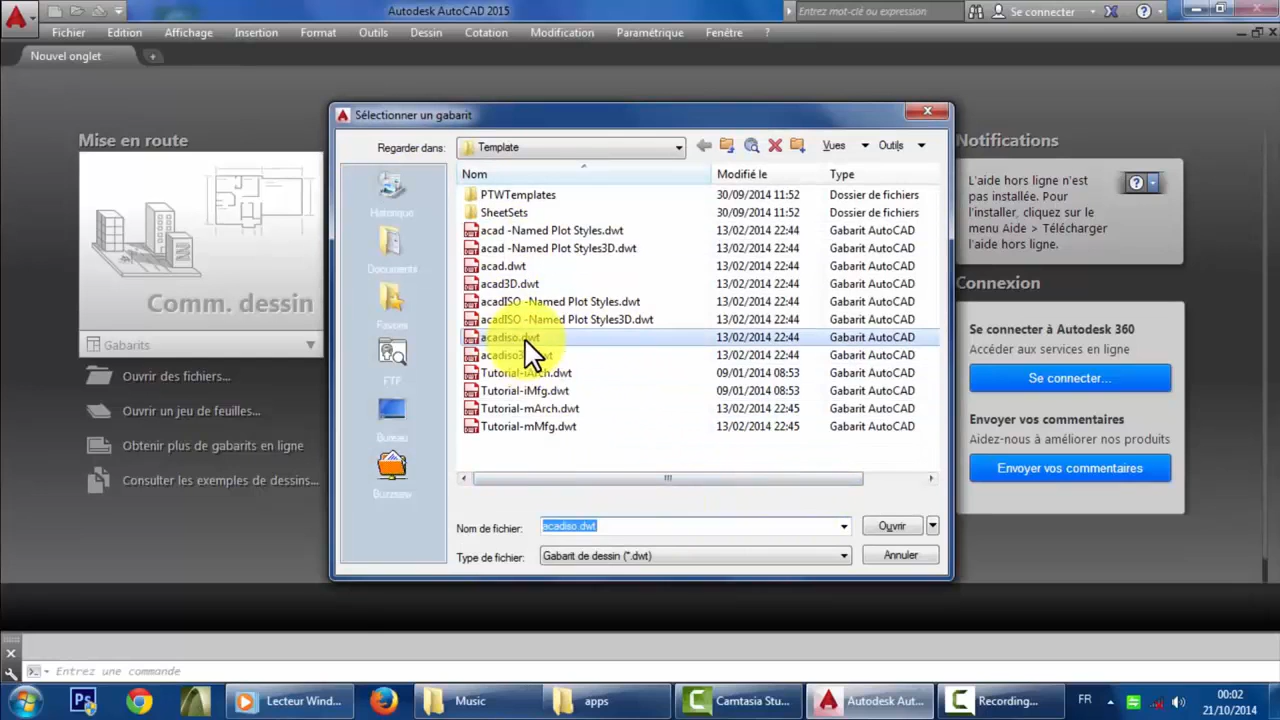 Autodesk AutoCAD 2015
Entrez mot-clé ou expression
Se connecter
Fichier Edition Affichage Insertion Format Outils Dessin Cotation Modification Paramétrique Fenêtre ?
Nouvel onglet
Mise en route
Comm. dessin
Gabarits
Ouvrir des fichiers...
Ouvrir un jeu de feuilles...
Obtenir plus de gabarits en ligne
Consulter les exemples de dessins...
Sélectionner un gabarit
Regarder dans: Template Vues Outils
Historique
Documents
Favoris
FTP
Bureau
Buzzsaw
Nom Modifié le Type
PTWTemplates 30/09/2014 11:52 Dossier de fichiers
SheetSets 30/09/2014 11:52 Dossier de fichiers
acad -Named Plot Styles.dwt 13/02/2014 22:44 Gabarit AutoCAD
acad -Named Plot Styles3D.dwt 13/02/2014 22:44 Gabarit AutoCAD
acad.dwt 13/02/2014 22:44 Gabarit AutoCAD
acad3D.dwt 13/02/2014 22:44 Gabarit AutoCAD
acadISO -Named Plot Styles.dwt 13/02/2014 22:44 Gabarit AutoCAD
acadISO -Named Plot Styles3D.dwt 13/02/2014 22:44 Gabarit AutoCAD
acadiso.dwt 13/02/2014 22:44 Gabarit AutoCAD
13/02/2014 22:44 Gabarit AutoCAD
Tutorial-iArch.dwt 09/01/2014 08:53 Gabarit AutoCAD
Tutorial-iMfg.dwt 09/01/2014 08:53 Gabarit AutoCAD
Tutorial-mArch.dwt 13/02/2014 22:45 Gabarit AutoCAD
Tutorial-mMfg.dwt 13/02/2014 22:45 Gabarit AutoCAD
Nom de fichier: acadiso.dwt Ouvrir
Type de fichier: Gabarit de dessin (*.dwt) Annuler
Notifications
L'aide hors ligne n'est
pas installée. Pour
l'installer, cliquez sur le
menu Aide > Télécharger
l'aide hors ligne.
Connexion
Se connecter à Autodesk 360
Accéder aux services en ligne
Se connecter...
Envoyer vos commentaires
Aidez-nous à améliorer nos produits
Envoyer vos commentaires
Entrez une commande
Ps
Lecteur Wind...
Music
apps
Camtasia Stu...
Autodesk Aut...
Recording...
FR
00:02
21/10/2014